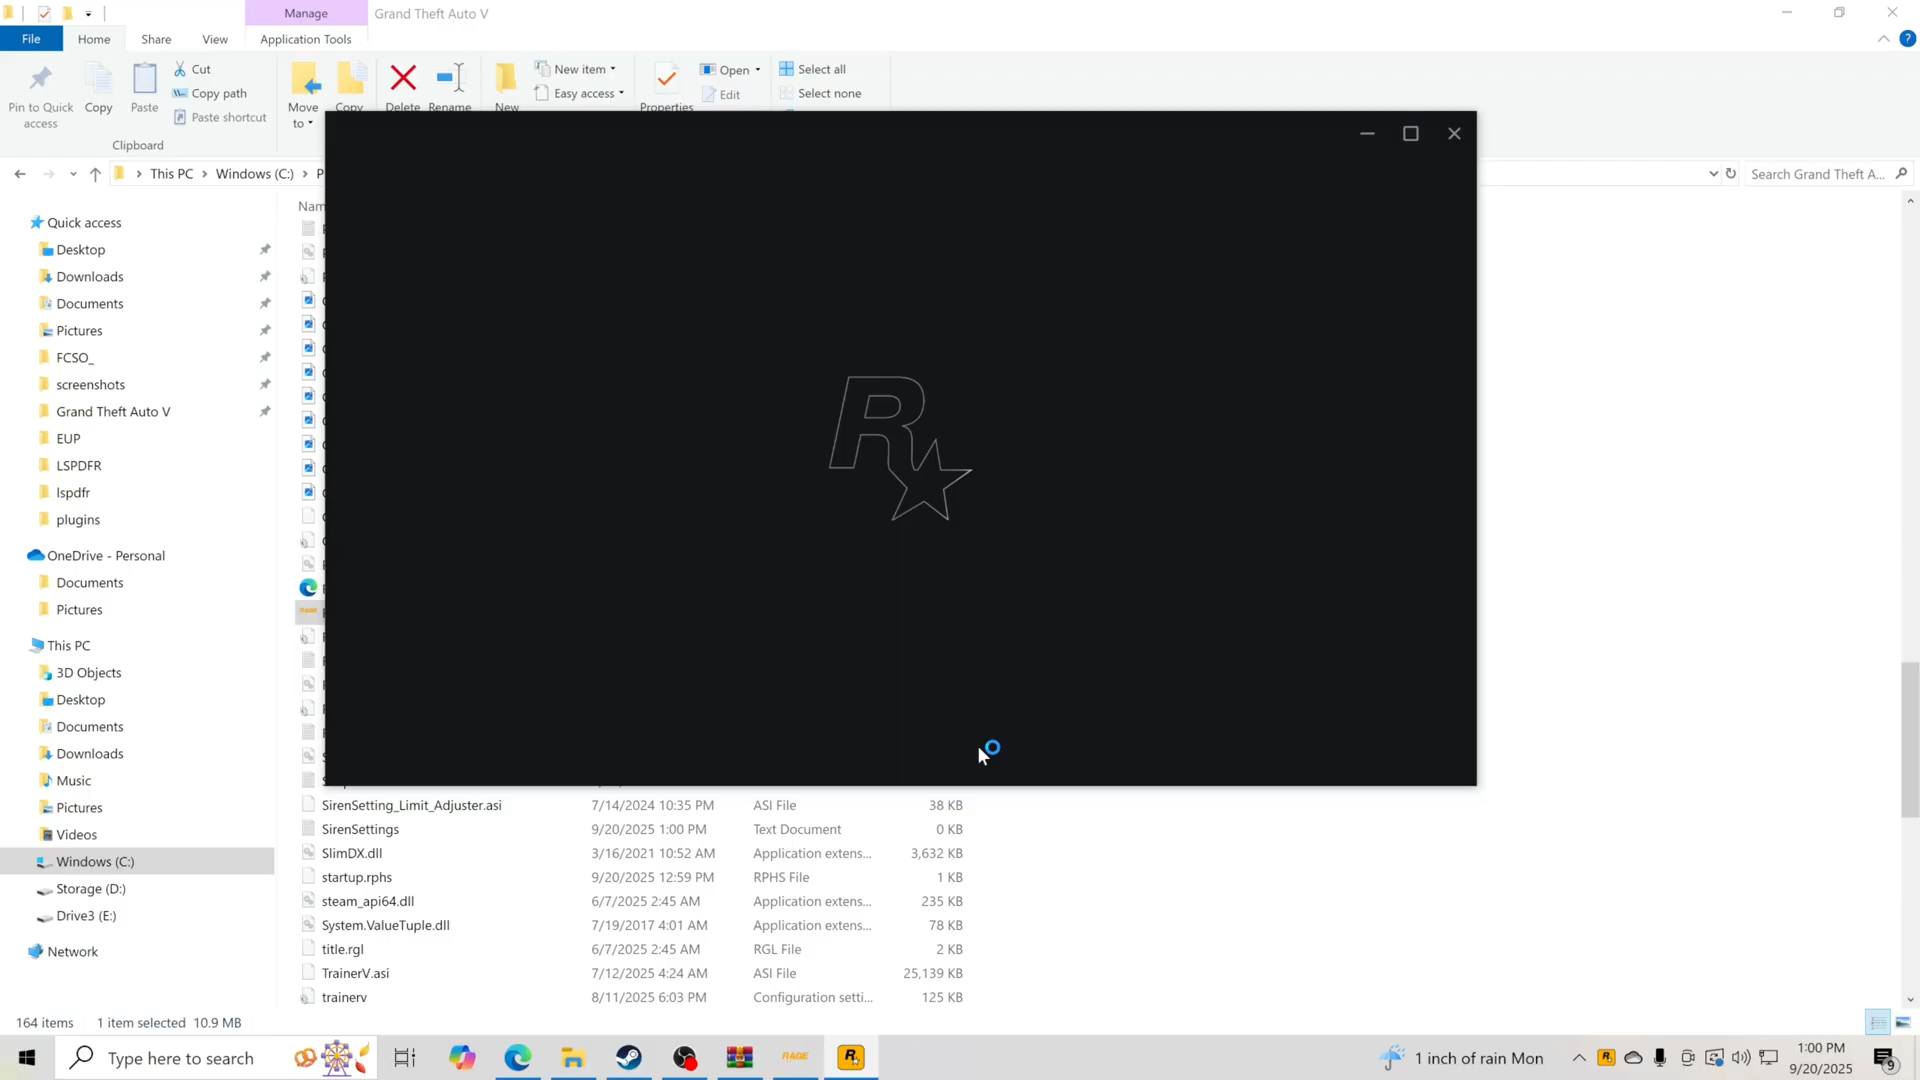 Manage
Grand Theft Auto V
File
Home
Share
View
Application Tools
Pin to Quick access
Copy
Paste
Cut
Copy path
Paste shortcut
Clipboard
Move to
Copy
Delete
Rename
New
New item
Easy access
Properties
Open
Edit
Select all
Select none
This PC
Windows (C:)
P
Search Grand Theft A...
Nam
Quick access
Desktop
Downloads
Documents
Pictures
FCSO_
screenshots
Grand Theft Auto V
EUP
LSPDFR
lspdfr
plugins
OneDrive - Personal
Documents
Pictures
This PC
3D Objects
Desktop
Documents
Downloads
Music
Pictures
Videos
Windows (C:)
Storage (D:)
Drive3 (E:)
Network
R
SirenSetting_Limit_Adjuster.asi 7/14/2024 10:35 PM ASI File 38 KB
SirenSettings 9/20/2025 1:00 PM Text Document 0 KB
SlimDX.dll 3/16/2021 10:52 AM Application extens... 3,632 KB
startup.rphs 9/20/2025 12:59 PM RPHS File 1 KB
steam_api64.dll 6/7/2025 2:45 AM Application extens... 235 KB
System.ValueTuple.dll 7/19/2017 4:01 AM Application extens... 78 KB
title.rgl 6/7/2025 2:45 AM RGL File 2 KB
TrainerV.asi 7/12/2025 4:24 AM ASI File 25,139 KB
trainerv 8/11/2025 6:03 PM Configuration setti... 125 KB
164 items 1 item selected 10.9 MB
Type here to search
RAGE
R
1 inch of rain Mon
1:00 PM
9/20/2025
9